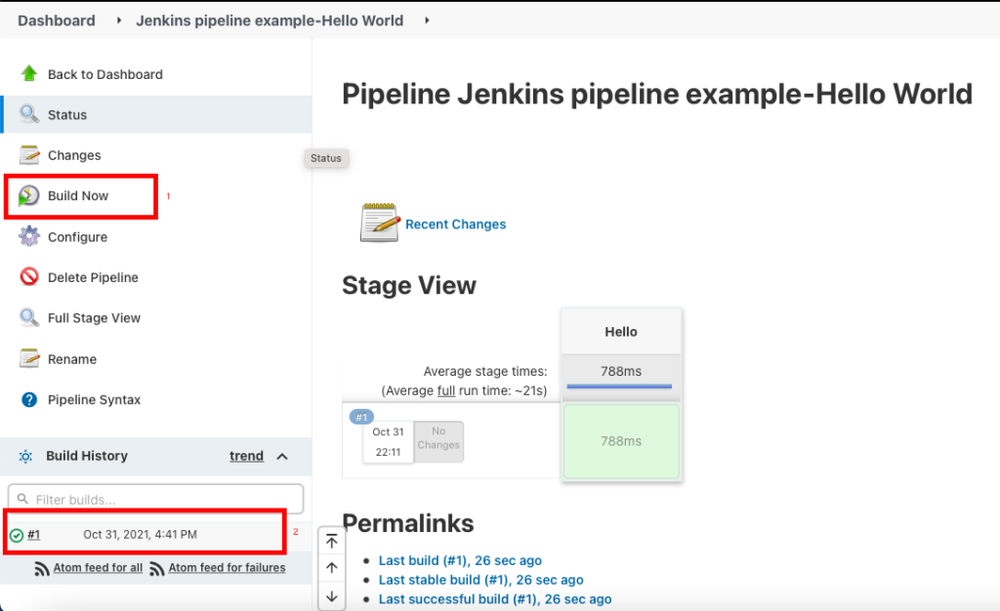 Dashboard
Jenkins pipeline example-Hello World
Back to Dashboard
Status
Changes
Build Now
1
Configure
Delete Pipeline
Full Stage View
Rename
Pipeline Syntax
Build History
trend
Filter builds...
#1
Oct 31, 2021, 4:41 PM
2
Atom feed for all
Atom feed for failures
Pipeline Jenkins pipeline example-Hello World
Status
Recent Changes
Stage View
Hello
Average stage times:
788ms
(Average full run time: ~21s)
#1
Oct 31
22:11
No
Changes
788ms
Permalinks
Last build (#1), 26 sec ago
Last stable build (#1), 26 sec ago
Last successful build (#1), 26 sec ago